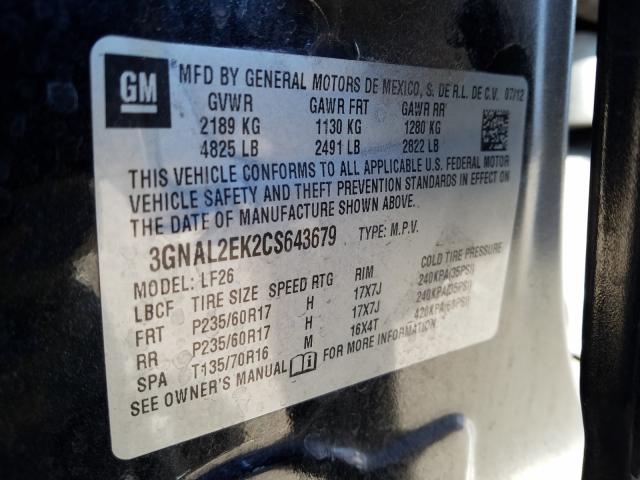 GM
MFD BY GENERAL MOTORS DE MEXICO, S. DE R.L. DE C.V. 07/12
GVWR GAWR FRT GAWR RR
2189 KG 1130 KG 1280 KG
4825 LB 2491 LB 2822 LB
THIS VEHICLE CONFORMS TO ALL APPLICABLE U.S. FEDERAL MOTOR
VEHICLE SAFETY AND THEFT PREVENTION STANDARDS IN EFFECT ON
THE DATE OF MANUFACTURE SHOWN ABOVE.
3GNAL2EK2CS643679 TYPE: M.P.V.
MODEL: LF26
LBCF TIRE SIZE SPEED RTG RIM COLD TIRE PRESSURE
FRT P235/60R17 H 17X7J 240KPA(35PSI)
RR P235/60R17 H 17X7J 240KPA(35PSI)
SPA T135/70R16 M 16X4T 420KPA(60PSI)
SEE OWNER'S MANUAL FOR MORE INFORMATION